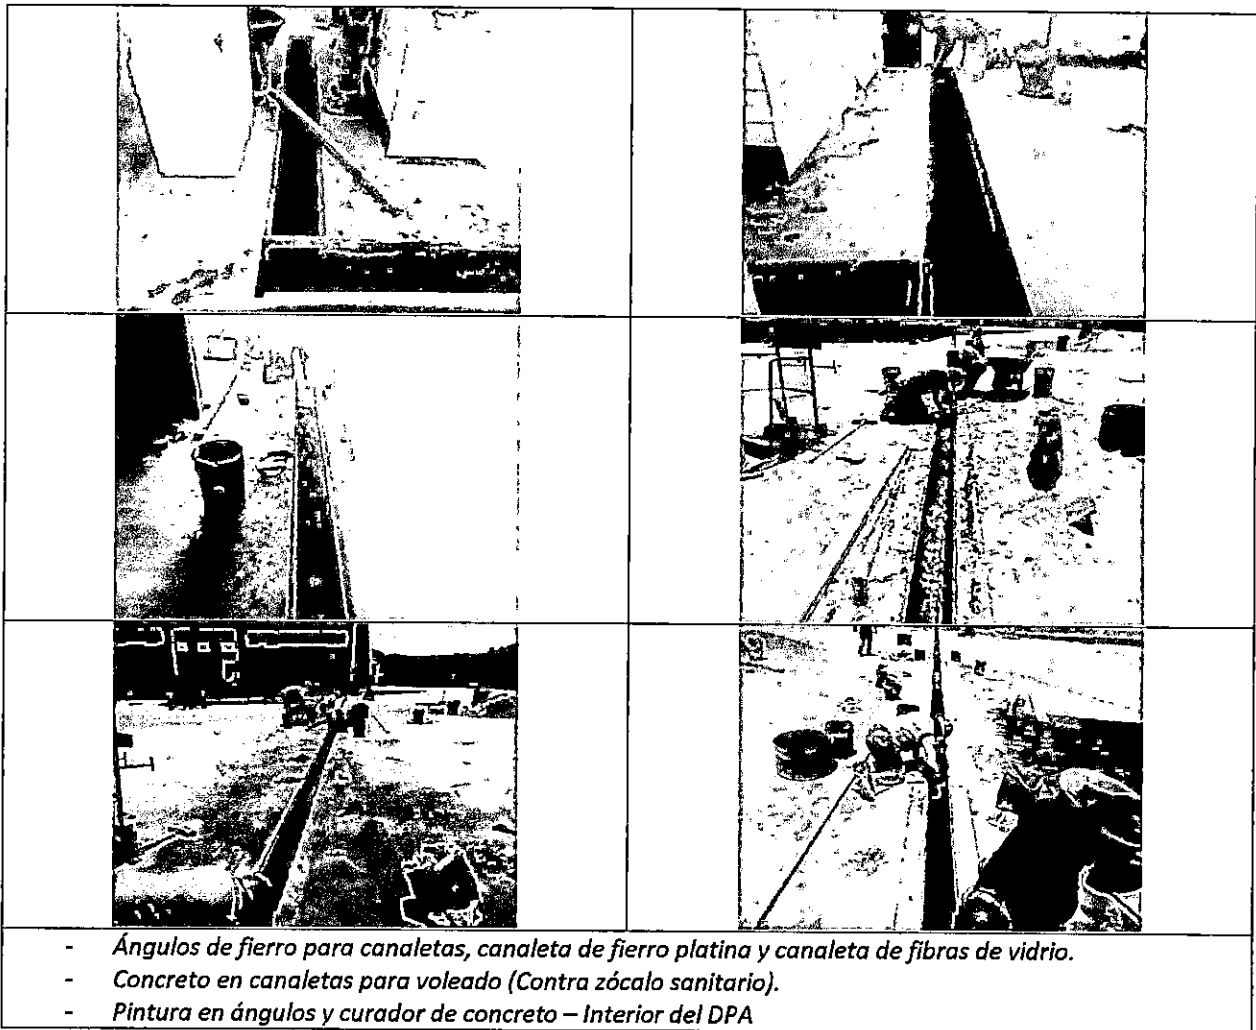 - Ángulos de fierro para canaletas, canaleta de fierro platina y canaleta de fibras de vidrio.
- Concreto en canaletas para voleado (Contra zócalo sanitario).
- Pintura en ángulos y curador de concreto – Interior del DPA